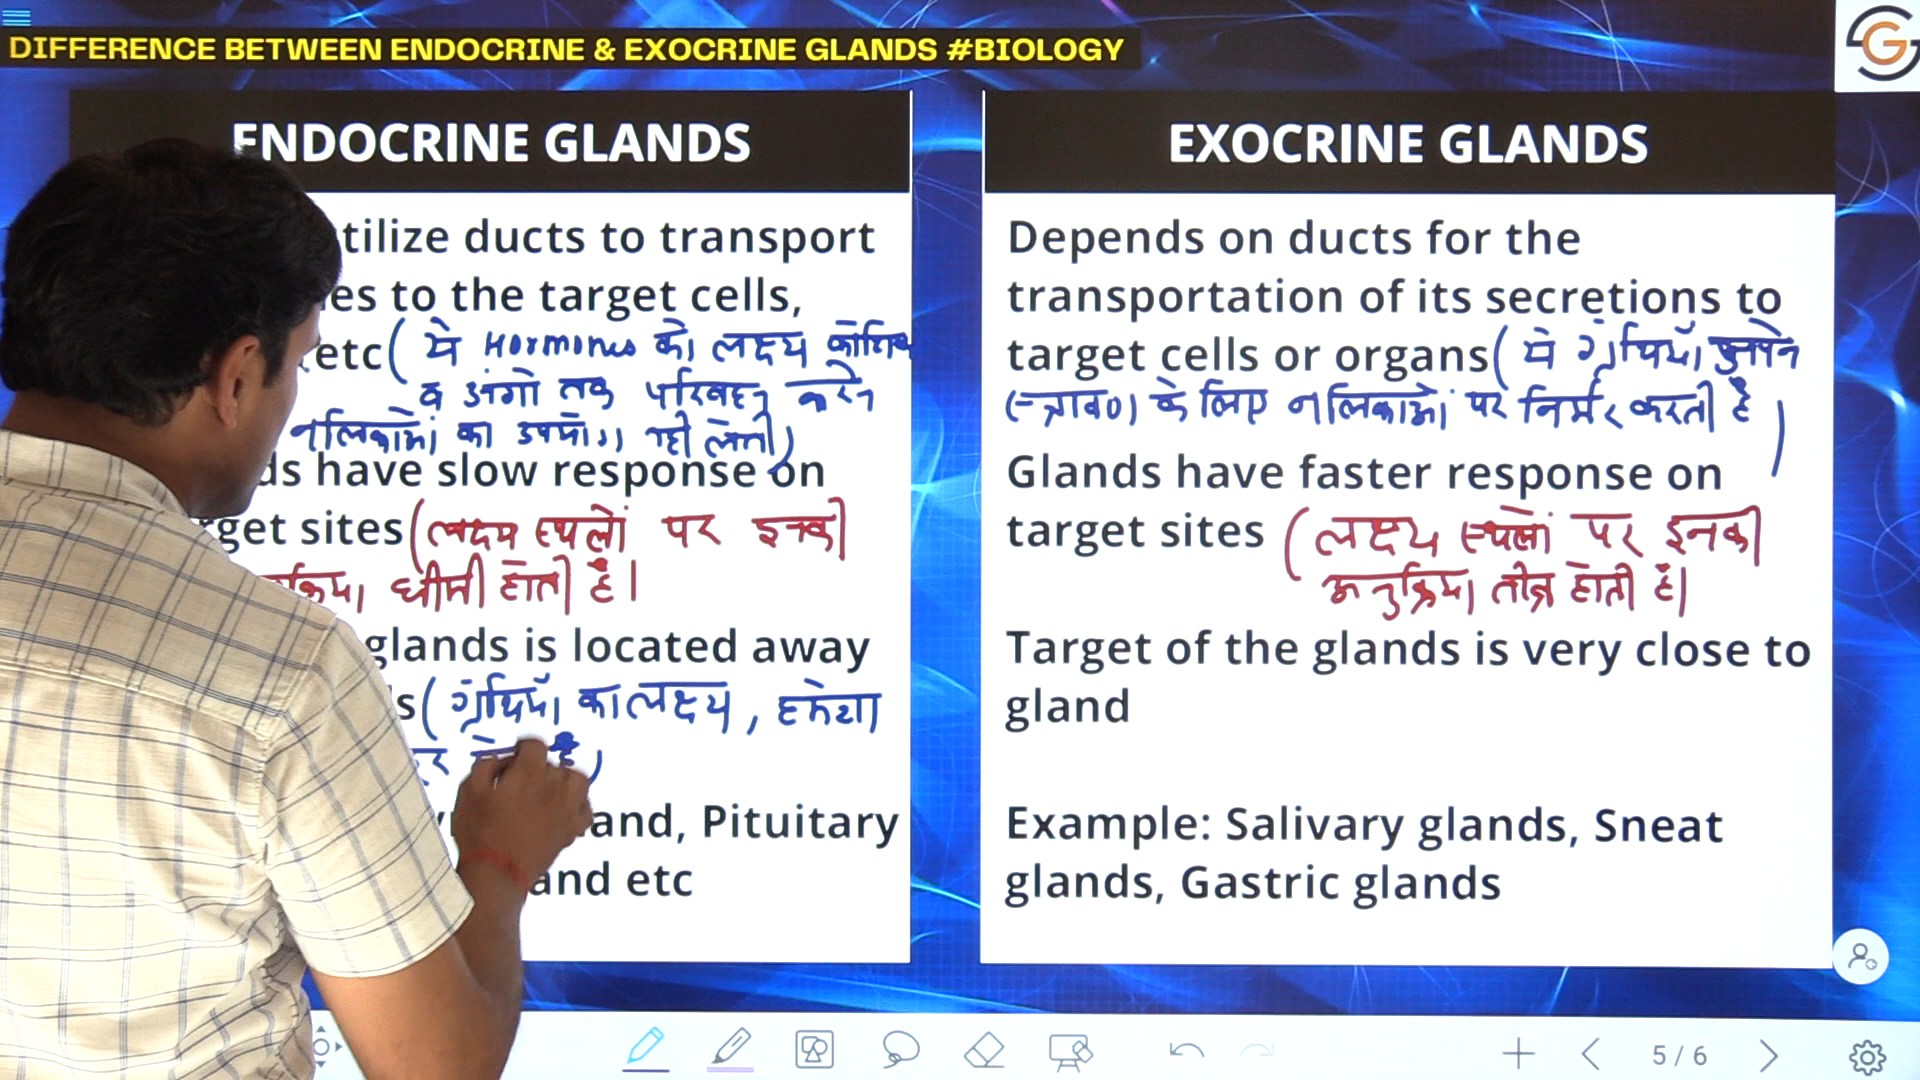 DIFFERENCE BETWEEN ENDOCRINE & EXOCRINE GLANDS #BIOLOGY
G
ENDOCRINE GLANDS
tilize ducts to transport
es to the target cells,
etc ( ये Hormones को लक्ष्य
व अंगो तक परिवहन करने
नलिकाओं का उपयोग नही लेती )
ds have slow response on
get sites ( लक्ष्य स्थलों पर इनकी
धीमी होती है।
glands is located away
s ( ग्रंथियों का लक्ष्य, हमेशा
है )
and, Pituitary
and etc
EXOCRINE GLANDS
Depends on ducts for the
transportation of its secretions to
target cells or organs ( ये ग्रंथियाँ अपने
स्त्रावण के लिए नलिकाओं पर निर्भर करती है )
Glands have faster response on
target sites ( लक्ष्य स्थलों पर इनकी
अनुक्रिया तीव्र होती है।
Target of the glands is very close to
gland
Example: Salivary glands, Sneat
glands, Gastric glands
5 / 6